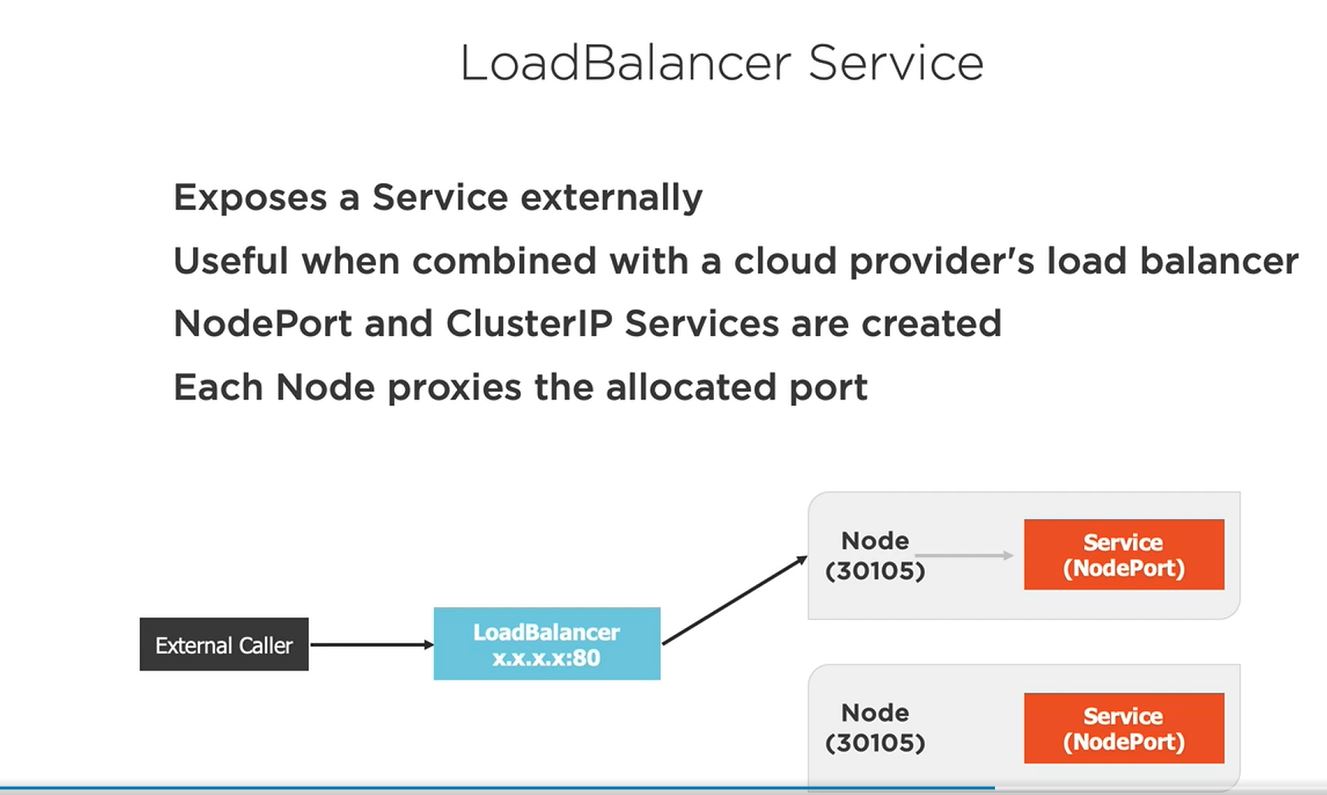 LoadBalancer Service
Exposes a Service externally
Useful when combined with a cloud provider's load balancer
NodePort and ClusterIP Services are created
Each Node proxies the allocated port
Node
(30105)
Service
(NodePort)
External Caller
LoadBalancer
x.x.x.x:80
Node
(30105)
Service
(NodePort)